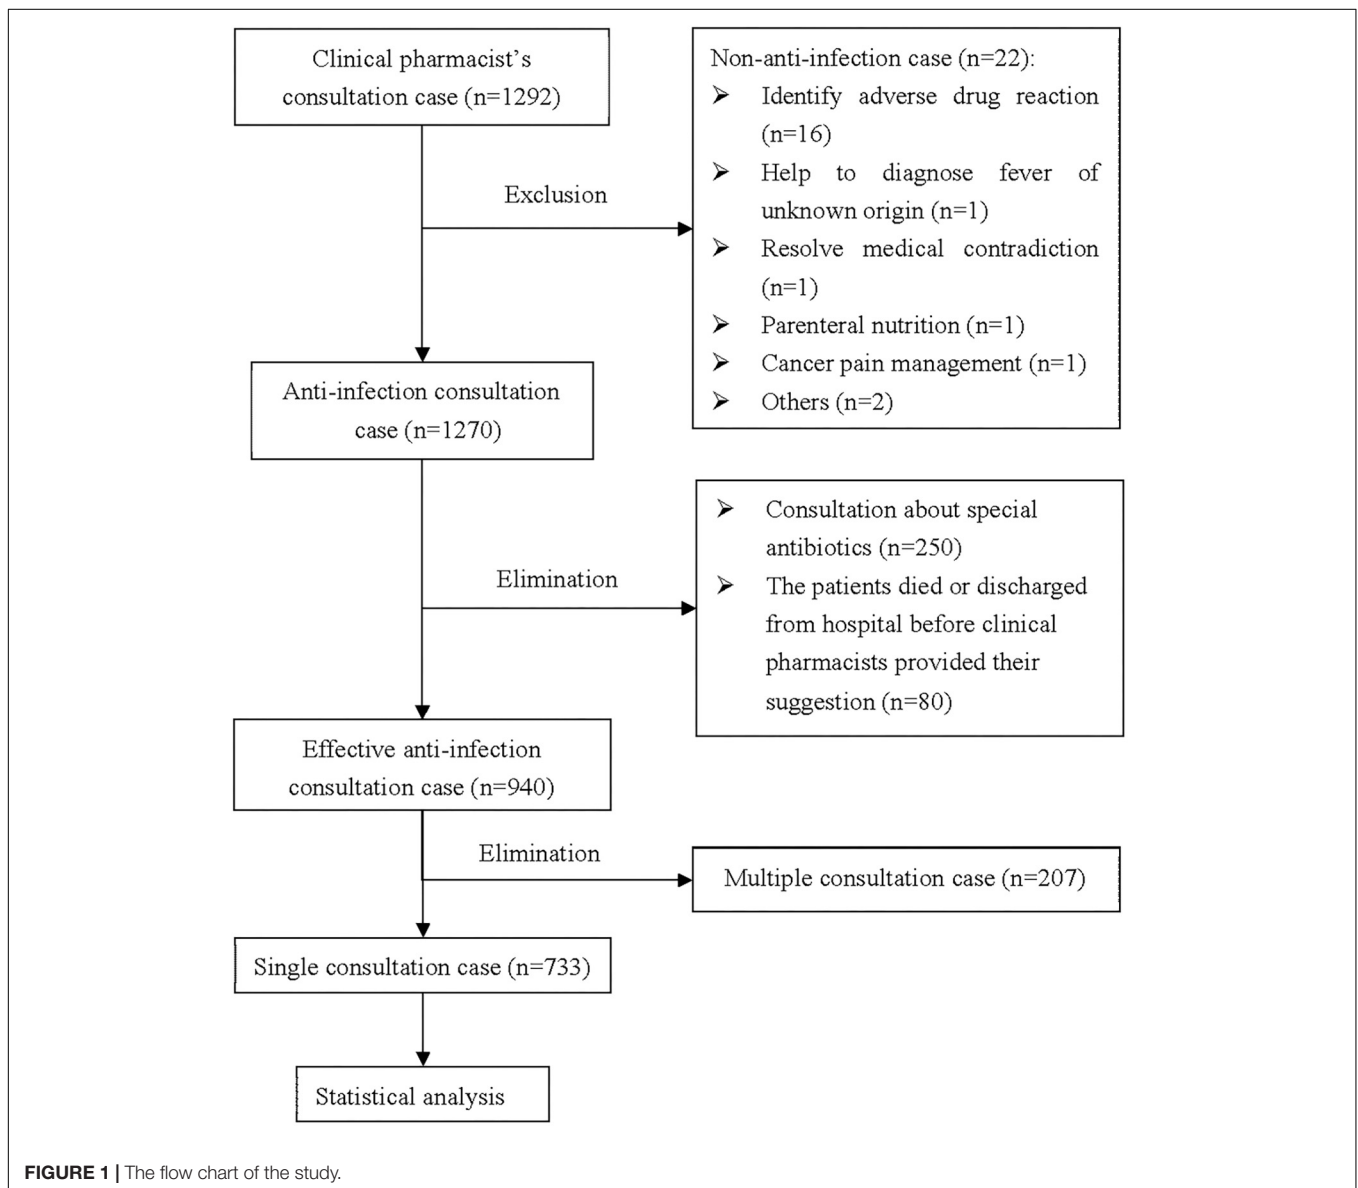 Clinical pharmacist's
consultation case (n=1292)
Non-anti-infection case (n=22):
➢ Identify adverse drug reaction
(n=16)
➢ Help to diagnose fever of
unknown origin (n=1)
➢ Resolve medical contradiction
(n=1)
➢ Parenteral nutrition (n=1)
➢ Cancer pain management (n=1)
➢ Others (n=2)
Exclusion
Anti-infection consultation
case (n=1270)
➢ Consultation about special
antibiotics (n=250)
➢ The patients died or discharged
from hospital before clinical
pharmacists provided their
suggestion (n=80)
Elimination
Effective anti-infection
consultation case (n=940)
Elimination
Multiple consultation case (n=207)
Single consultation case (n=733)
Statistical analysis
FIGURE 1 | The flow chart of the study.